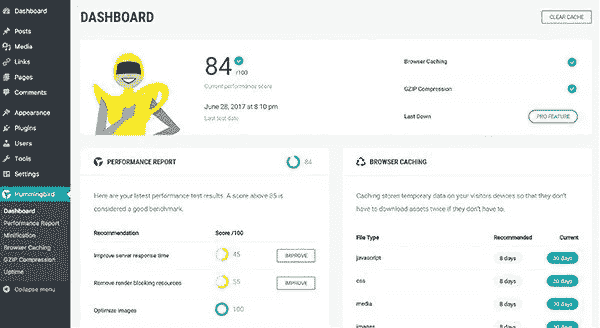 Dashboard
Posts
Media
Links
Pages
Comments
Appearance
Plugins
Users
Tools
Settings
Hummingbird
Dashboard
Performance Report
Minification
Browser Caching
GZIP Compression
Uptime
Collapse menu
DASHBOARD
CLEAR CACHE
84 /100
Current performance score
June 28, 2017 at 8:10 pm
Last test date
Browser Caching
GZIP Compression
Last Down
PRO FEATURE
PERFORMANCE REPORT 84
Here are your latest performance test results. A score above 85 is
considered a good benchmark.
Recommendation Score /100
Improve server response time 45 IMPROVE
Remove render blocking resources 55 IMPROVE
Optimize images 100
BROWSER CACHING
Caching stores temporary data on your visitors devices so that they don't
have to download assets twice if they don't have to.
File Type Recommended Current
javascript 8 days 30 days
css 8 days 30 days
media 8 days 30 days
images 8 days 30 days